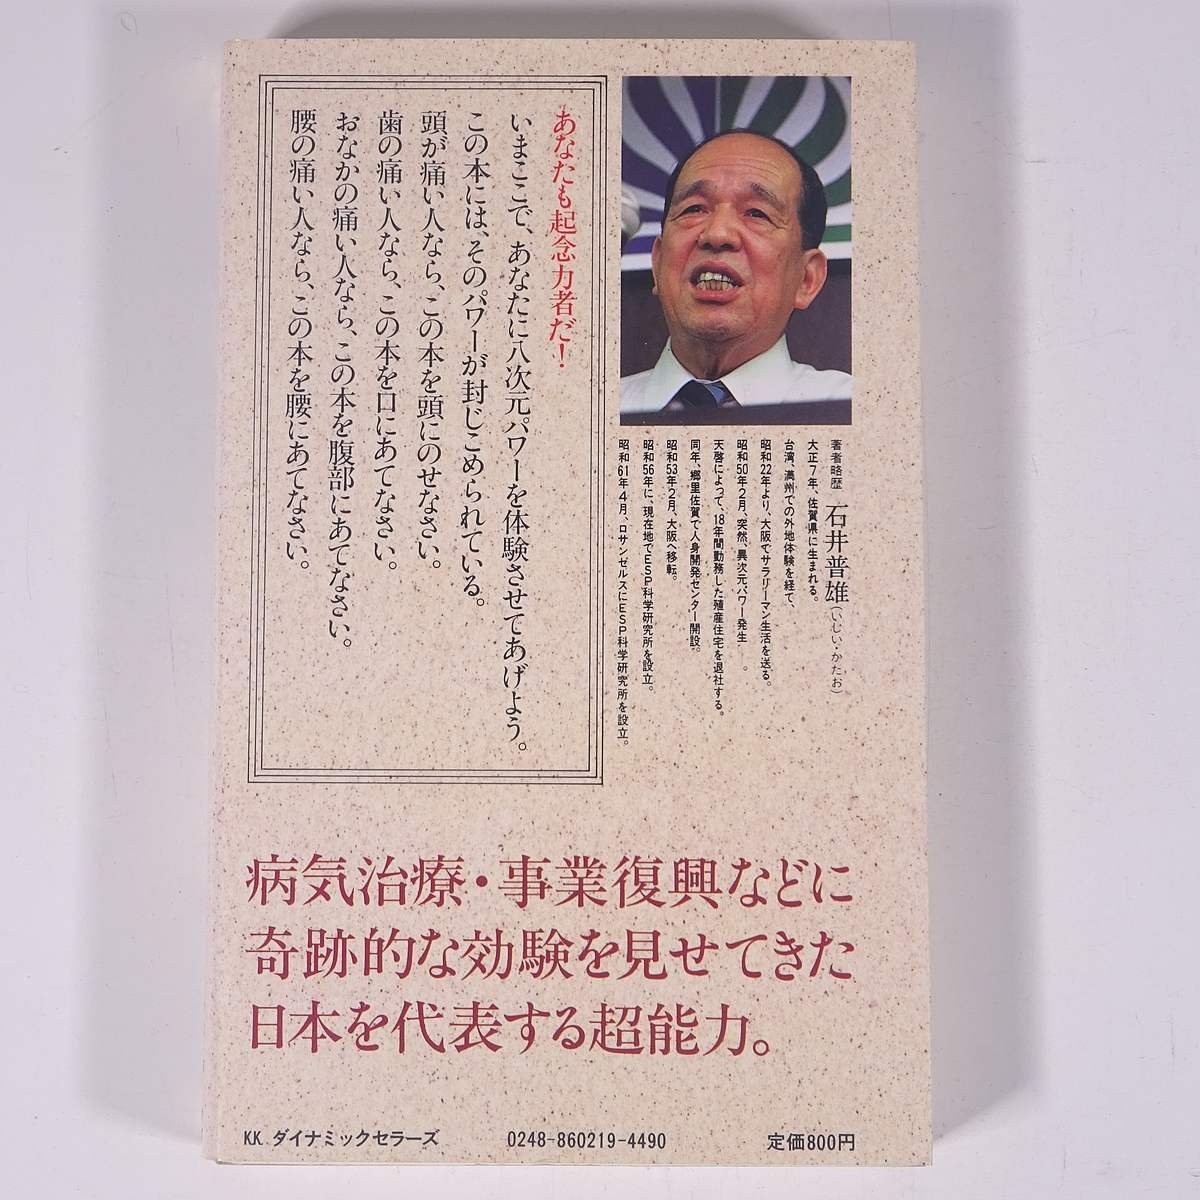 著者略歴 石井普雄(いしい・かたお)
大正7年、佐賀県に生まれる。
台湾、満州での外地体験を経て、
昭和22年より、大阪でサラリーマン生活を送る。
昭和50年2月、突然、異次元パワー発生。
天啓によって、18年間勤務した殖産住宅を退社する。
同年、郷里佐賀で人身開発センター開設。
昭和53年2月、大阪へ移転。
昭和56年に、現在地でESP科学研究所を設立。
昭和61年4月、ロサンゼルスにESP科学研究所を設立。
あなたも起念力者だ!
いまここで、あなたに八次元パワーを体験させてあげよう。
この本には、そのパワーが封じこめられている。
頭が痛い人なら、この本を頭にのせなさい。
歯の痛い人なら、この本を口にあてなさい。
おなかの痛い人なら、この本を腹部にあてなさい。
腰の痛い人なら、この本を腰にあてなさい。
病気治療・事業復興などに
奇跡的な効験を見せてきた
日本を代表する超能力。
KK.ダイナミックセラーズ 0248-860219-4490 定価800円